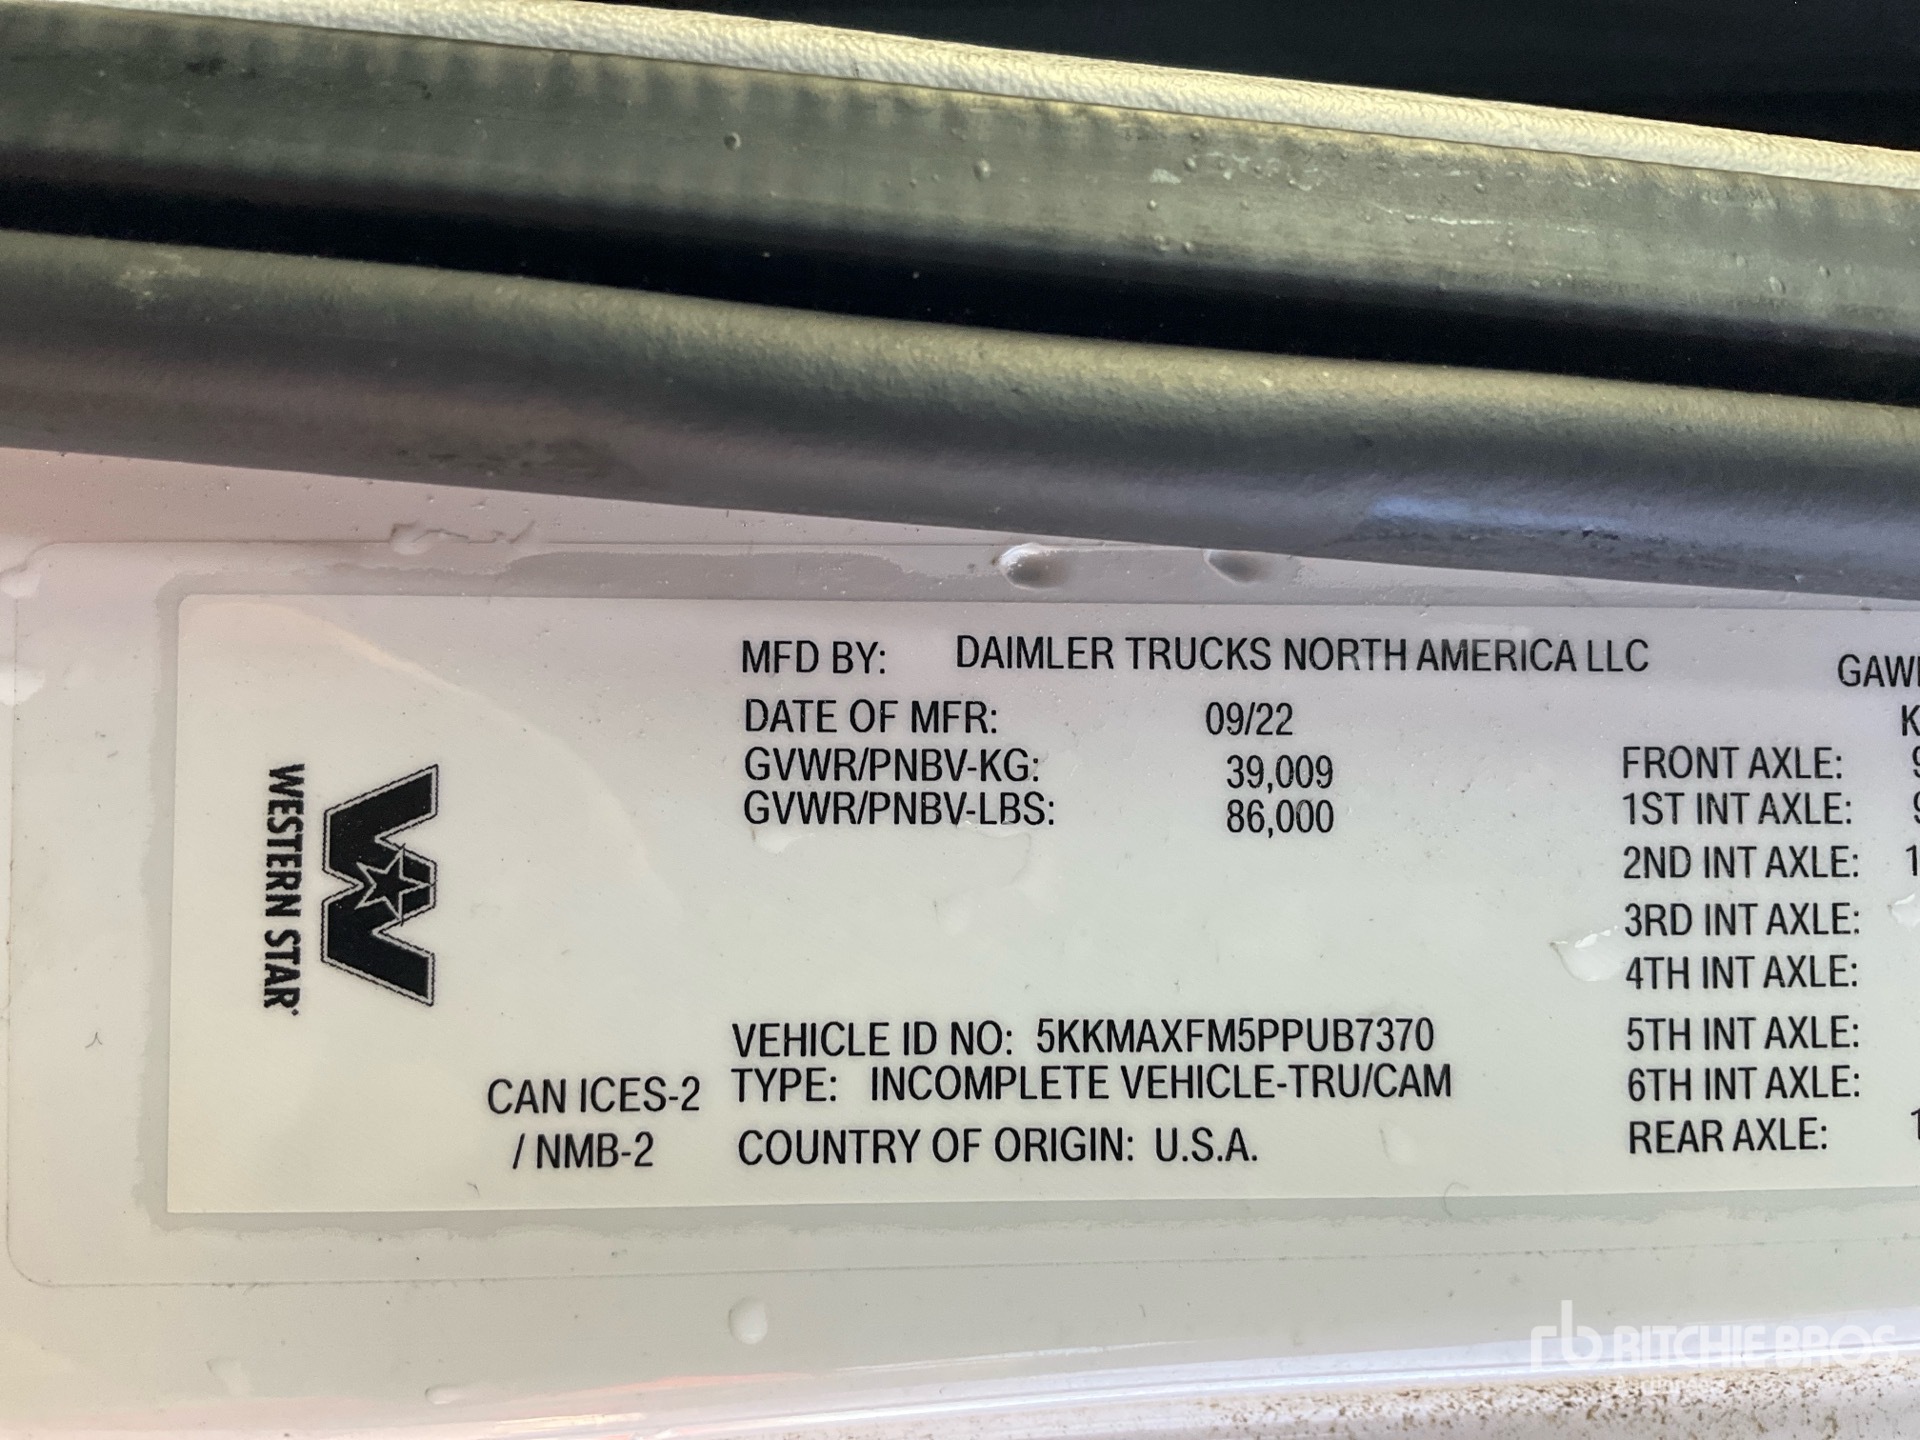 MFD BY: DAIMLER TRUCKS NORTH AMERICA LLC
DATE OF MFR: 09/22
GVWR/PNBV-KG: 39,009
GVWR/PNBV-LBS: 86,000
VEHICLE ID NO: 5KKMAXFM5PPUB7370
TYPE: INCOMPLETE VEHICLE-TRU/CAM
COUNTRY OF ORIGIN: U.S.A.
CAN ICES-2
/ NMB-2
WESTERN STAR
FRONT AXLE:
1ST INT AXLE:
2ND INT AXLE:
3RD INT AXLE:
4TH INT AXLE:
5TH INT AXLE:
6TH INT AXLE:
REAR AXLE:
rb RITCHIE BROS